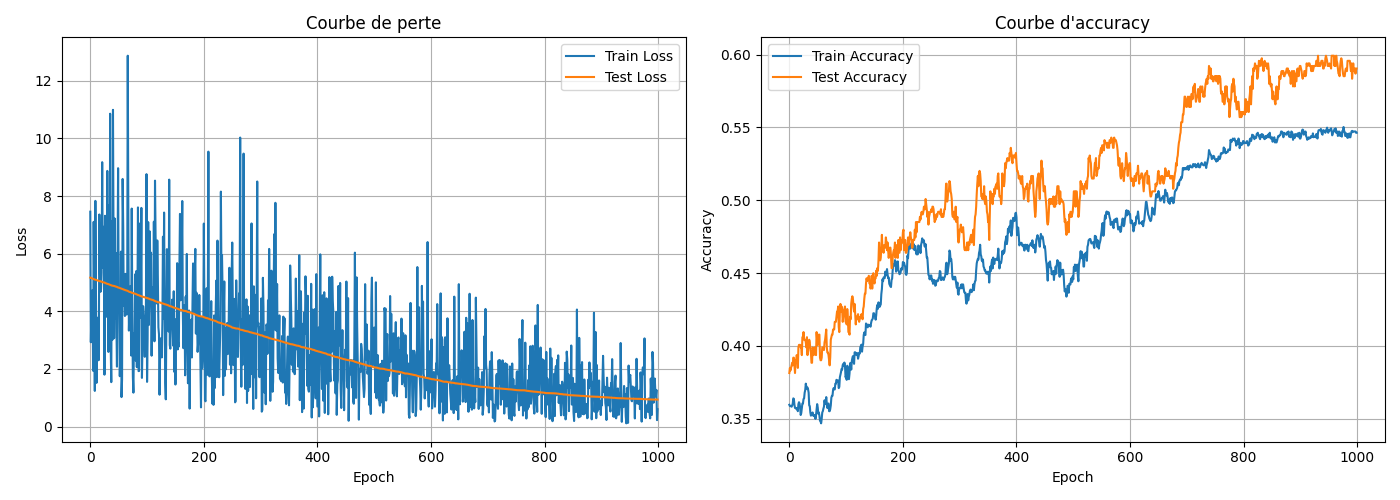 Courbe de perte
Train Loss
Test Loss
Loss
12
10
8
6
4
2
0
0 200 400 600 800 1000
Epoch
Courbe d'accuracy
Train Accuracy
Test Accuracy
Accuracy
0.60
0.55
0.50
0.45
0.40
0.35
0 200 400 600 800 1000
Epoch